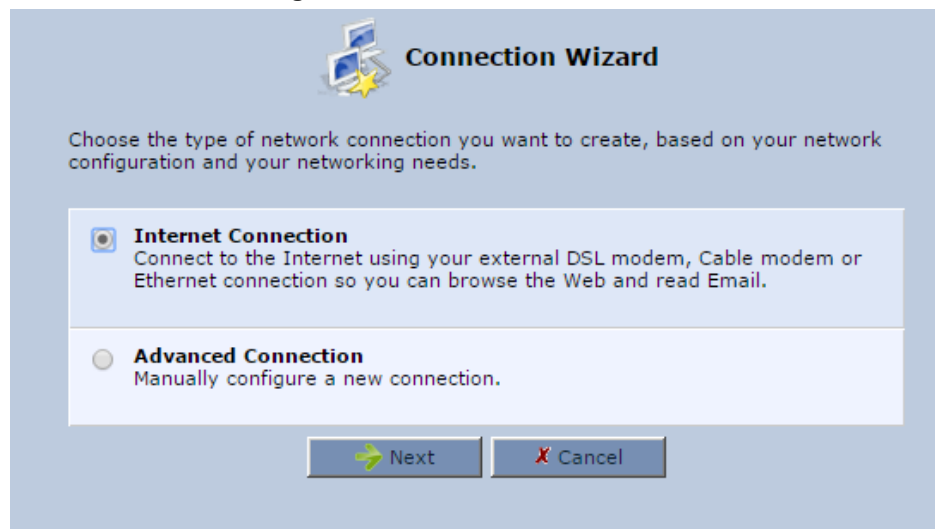 Connection Wizard
Choose the type of network connection you want to create, based on your network
configuration and your networking needs.
Internet Connection
Connect to the Internet using your external DSL modem, Cable modem or
Ethernet connection so you can browse the Web and read Email.
Advanced Connection
Manually configure a new connection.
Next
Cancel